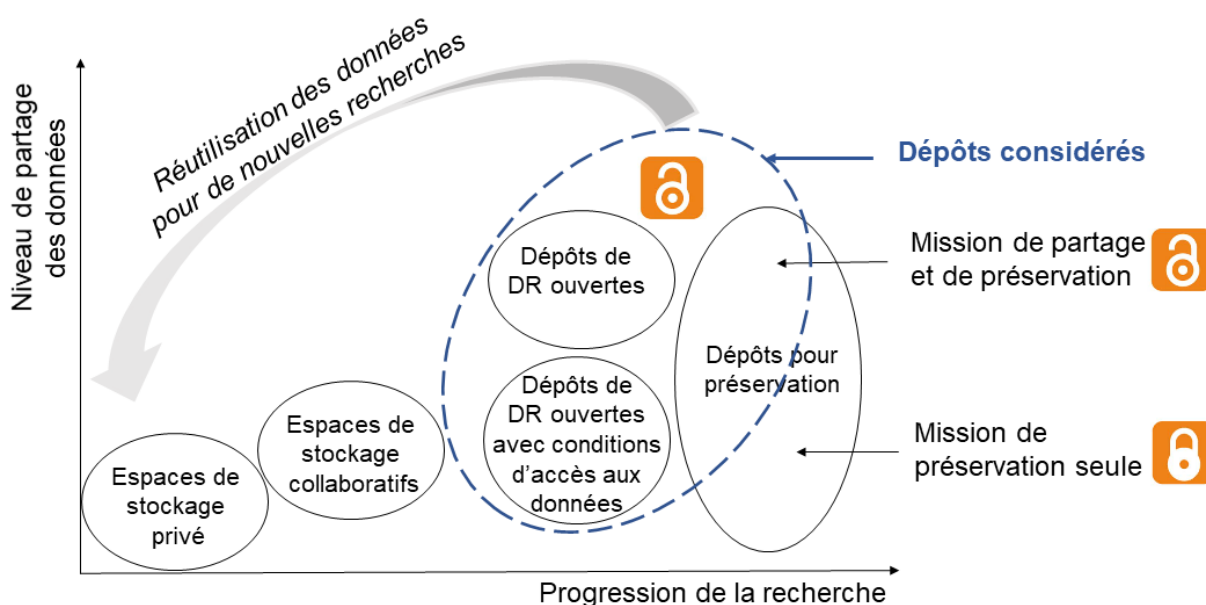 Niveau de partage
des données
Réutilisation des données
pour de nouvelles recherches
Dépôts considérés
Mission de partage
et de préservation
Dépôts de
DR ouvertes
Dépôts pour
préservation
Dépôts de
DR ouvertes
avec conditions
d'accès aux
données
Espaces de
stockage
collaboratifs
Espaces de
stockage
privé
Mission de
préservation seule
Progression de la recherche